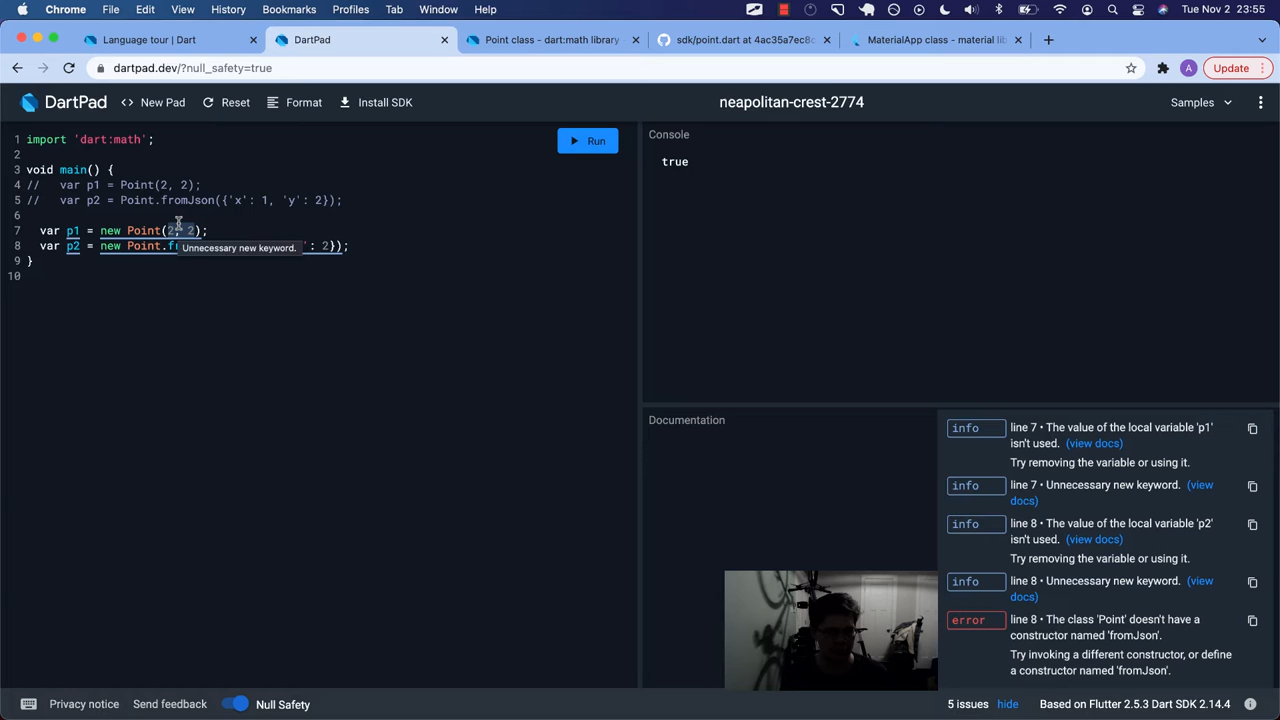 Chrome File Edit View History Bookmarks Profiles Tab Window Help Tue Nov 2 23:55
Language tour | Dart
DartPad
Point class - dart:math library
sdk/point.dart at 4ac35a7ec8
MaterialApp class - material lib
dartpad.dev/?null_safety=true
A
Update
DartPad
<> New Pad
Reset
Format
Install SDK
neapolitan-crest-2774
Samples
1 import 'dart:math';
2
3 void main() {
4 // var p1 = Point(2, 2);
5 // var p2 = Point.fromJson({'x': 1, 'y': 2});
6
7 var p1 = new Point(2, 2);
8 var p2 = new Point.fr ': 2});
Unnecessary new keyword.
9 }
10
Run
Console
true
Documentation
info line 7 • The value of the local variable 'p1'
isn't used. (view docs)
Try removing the variable or using it.
info line 7 • Unnecessary new keyword. (view
docs)
info line 8 • The value of the local variable 'p2'
isn't used. (view docs)
Try removing the variable or using it.
info line 8 • Unnecessary new keyword. (view
docs)
error line 8 • The class 'Point' doesn't have a
constructor named 'fromJson'.
Try invoking a different constructor, or define
a constructor named 'fromJson'.
Privacy notice
Send feedback
Null Safety
5 issues hide
Based on Flutter 2.5.3 Dart SDK 2.14.4